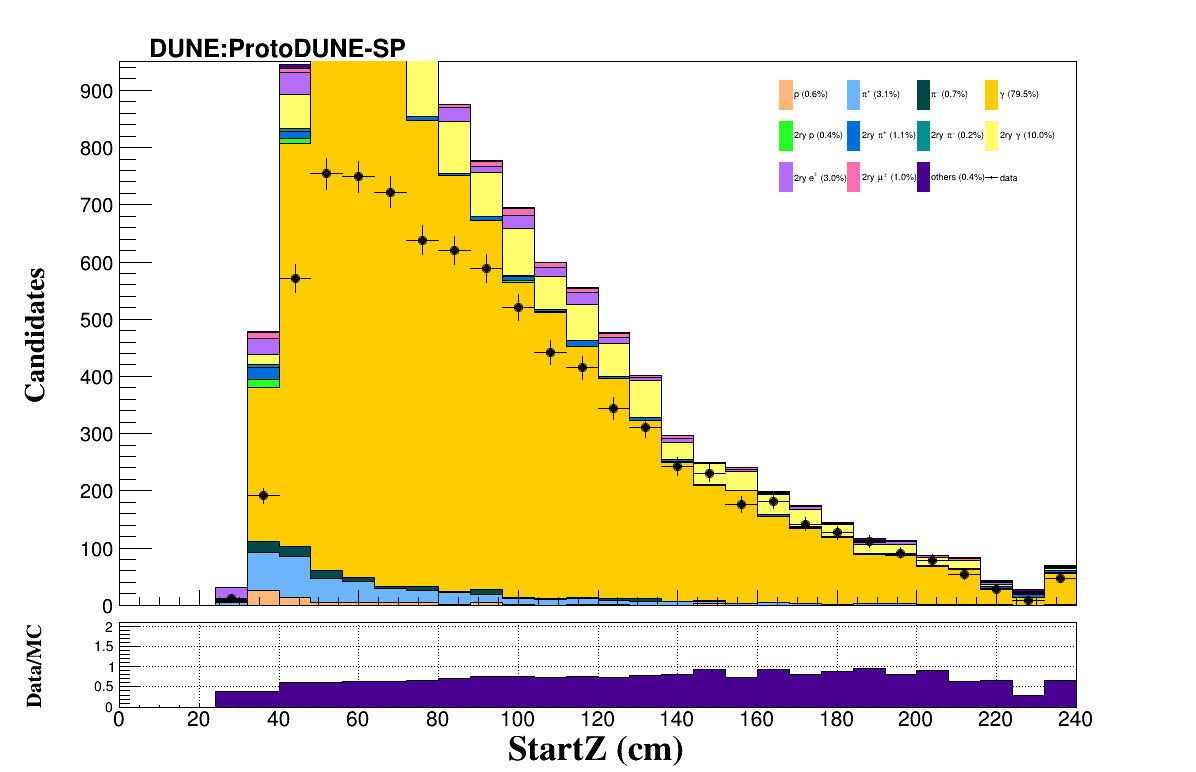 DUNE:ProtoDUNE-SP
p (0.6%) π⁺ (3.1%) π⁻ (0.7%) γ (79.5%)
2ry p (0.4%) 2ry π⁺ (1.1%) 2ry π⁻ (0.2%) 2ry γ (10.0%)
2ry e± (3.0%) 2ry μ± (1.0%) others (0.4%) data
Candidates
900
800
700
600
500
400
300
200
100
0
Data/MC
2
1.5
1
0.5
0
0 20 40 60 80 100 120 140 160 180 200 220 240
StartZ (cm)